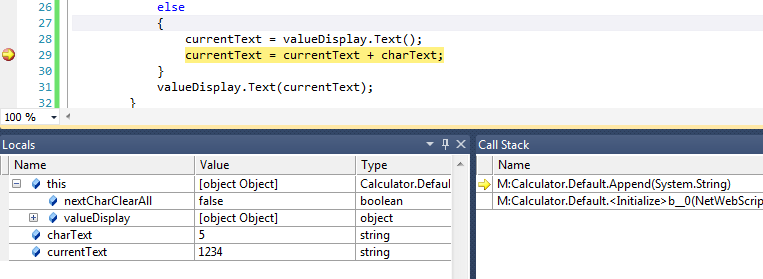 26 else
27 {
28 currentText = valueDisplay.Text();
29 currentText = currentText + charText;
30 }
31 valueDisplay.Text(currentText);
32 }
100 %
Locals
Name Value Type
this [object Object] Calculator.Defaul
nextCharClearAll false boolean
valueDisplay [object Object] object
charText 5 string
currentText 1234 string
Call Stack
Name
M:Calculator.Default.Append(System.String)
M:Calculator.Default.<Initialize>b__0(NetWebScrip